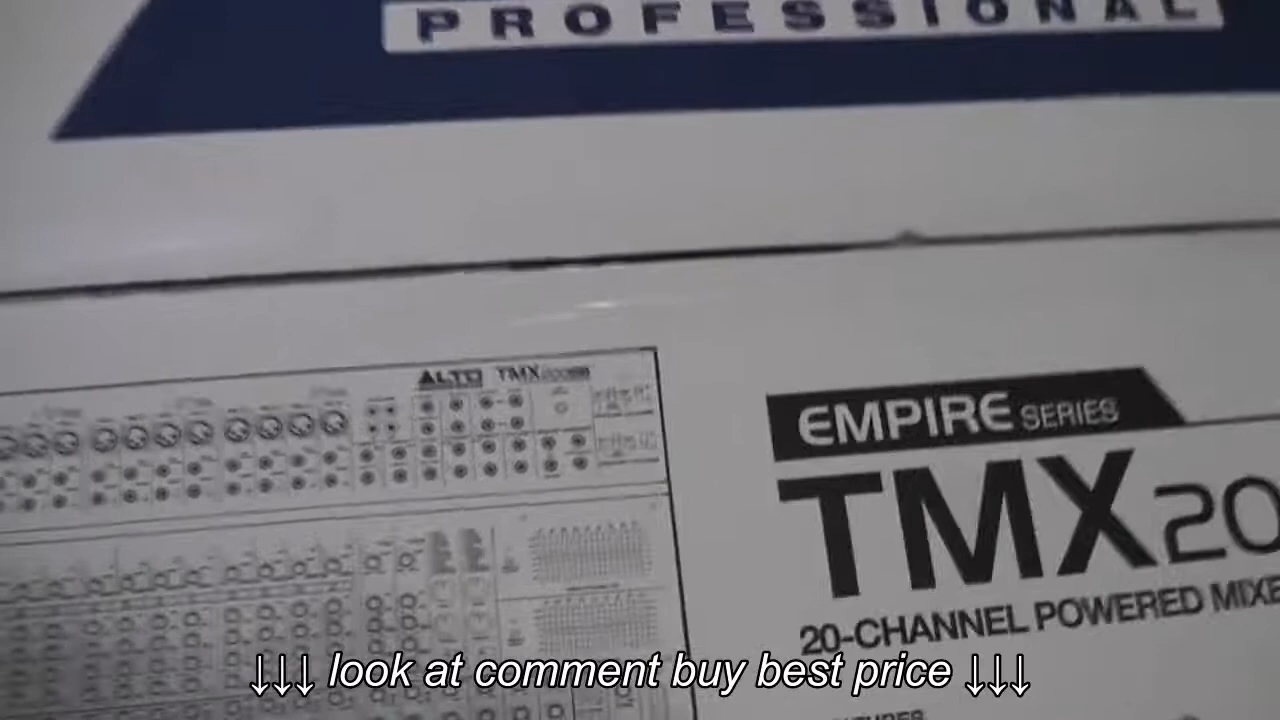 PROFESSIONAL
ALTO TMX
EMPIRE SERIES
TMX20
20-CHANNEL POWERED MIXE
↓↓↓ look at comment buy best price ↓↓↓